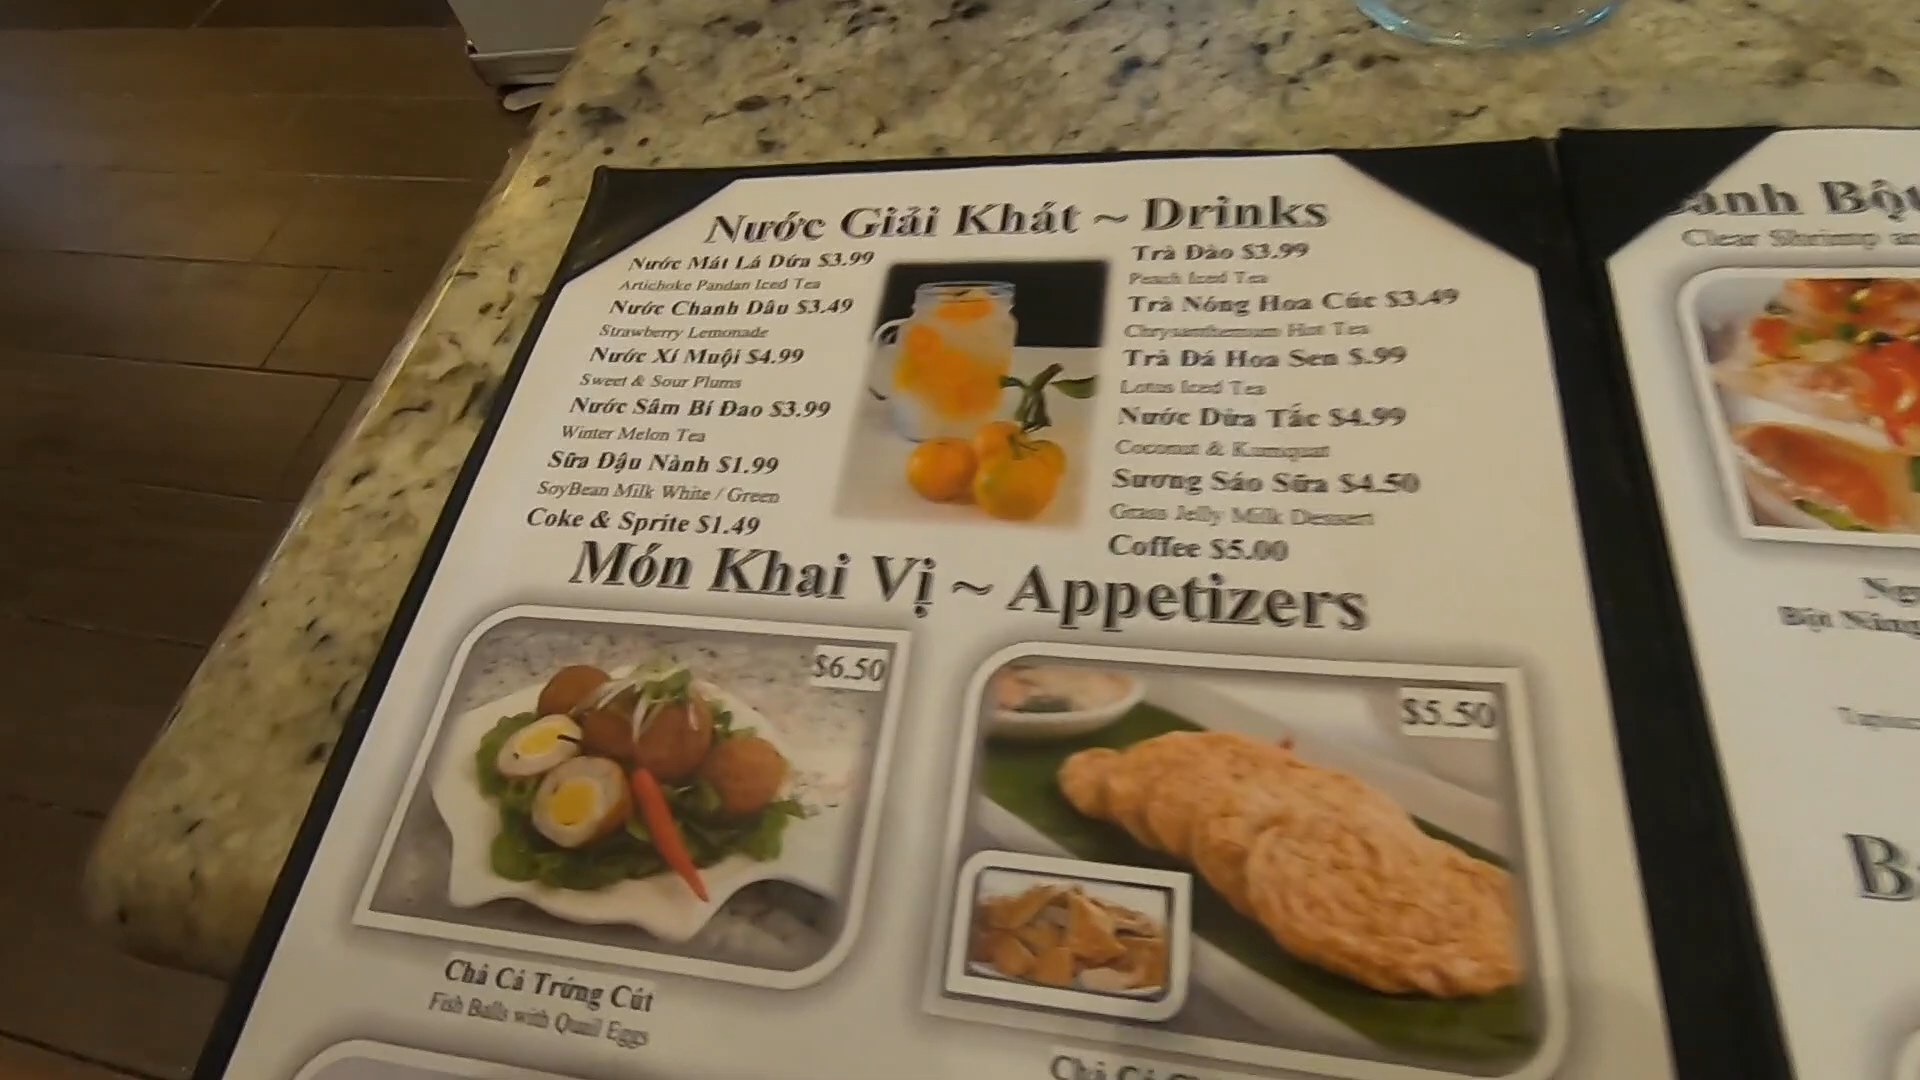 Nước Giải Khát ~ Drinks
Nước Mát Lá Dứa $3.99
Artichoke Pandan Iced Tea
Nước Chanh Dâu $3.49
Strawberry Lemonade
Nước Xí Muội $4.99
Sweet & Sour Plums
Nước Sâm Bí Đao $3.99
Winter Melon Tea
Sữa Đậu Nành $1.99
SoyBean Milk White / Green
Coke & Sprite $1.49
Trà Đào $3.99
Peach Iced Tea
Trà Nóng Hoa Cúc $3.49
Chrysanthemum Hot Tea
Trà Đá Hoa Sen $.99
Lotus Iced Tea
Nước Dừa Tắc $4.99
Coconut & Kumquat
Sương Sáo Sữa $4.50
Grass Jelly Milk Dessert
Coffee $5.00
Món Khai Vị ~ Appetizers
$6.50
$5.50
Chả Cá Trứng Cút
Fish Balls with Quail Eggs
Chả Cá
Bột
Clear Shrimp
Bột Năng